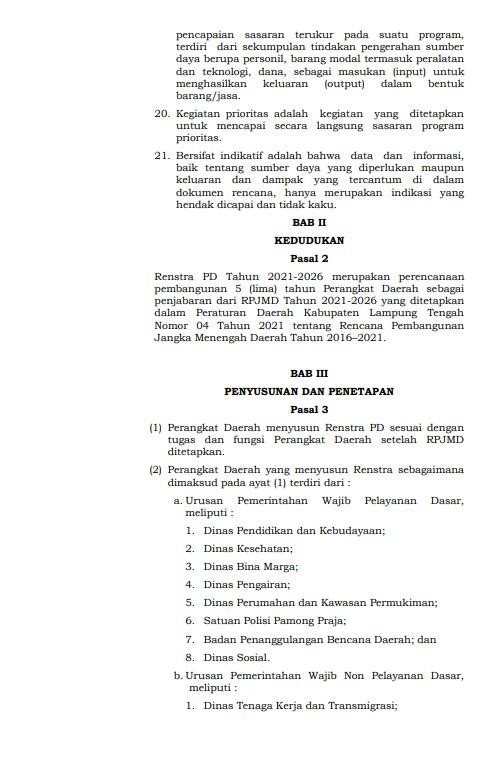 pencapaian sasaran terukur pada suatu program,
terdiri dari sekumpulan tindakan pengerahan sumber
daya berupa personil, barang modal termasuk peralatan
dan teknologi, dana, sebagai masukan (input) untuk
menghasilkan keluaran (output) dalam bentuk
barang/jasa.
20. Kegiatan prioritas adalah kegiatan yang ditetapkan
untuk mencapai secara langsung sasaran program
prioritas.
21. Bersifat indikatif adalah bahwa data dan informasi,
baik tentang sumber daya yang diperlukan maupun
keluaran dan dampak yang tercantum di dalam
dokumen rencana, hanya merupakan indikasi yang
hendak dicapai dan tidak kaku.
BAB II
KEDUDUKAN
Pasal 2
Renstra PD Tahun 2021-2026 merupakan perencanaan
pembangunan 5 (lima) tahun Perangkat Daerah sebagai
penjabaran dari RPJMD Tahun 2021-2026 yang ditetapkan
dalam Peraturan Daerah Kabupaten Lampung Tengah
Nomor 04 Tahun 2021 tentang Rencana Pembangunan
Jangka Menengah Daerah Tahun 2016–2021.
BAB III
PENYUSUNAN DAN PENETAPAN
Pasal 3
(1) Perangkat Daerah menyusun Renstra PD sesuai dengan
tugas dan fungsi Perangkat Daerah setelah RPJMD
ditetapkan.
(2) Perangkat Daerah yang menyusun Renstra sebagaimana
dimaksud pada ayat (1) terdiri dari :
a. Urusan Pemerintahan Wajib Pelayanan Dasar,
meliputi :
1. Dinas Pendidikan dan Kebudayaan;
2. Dinas Kesehatan;
3. Dinas Bina Marga;
4. Dinas Pengairan;
5. Dinas Perumahan dan Kawasan Permukiman;
6. Satuan Polisi Pamong Praja;
7. Badan Penanggulangan Bencana Daerah; dan
8. Dinas Sosial.
b. Urusan Pemerintahan Wajib Non Pelayanan Dasar,
meliputi :
1. Dinas Tenaga Kerja dan Transmigrasi;